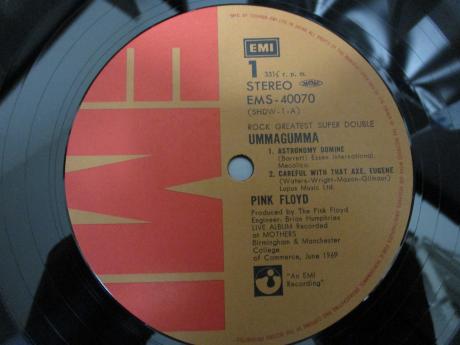 EMI
1 33⅓ r. p. m.
STEREO
EMS-40070
(SHDW-1-A)
ROCK GREATEST SUPER DOUBLE
UMMAGUMMA
1. ASTRONOMY DOMINE
(Barrett) Essex International.
Mecolico.
2. CAREFUL WITH THAT AXE, EUGENE
(Waters-Wright-Mason-Gilmour)
Lupus Music Ltd.
PINK FLOYD
Produced by The Pink Floyd
Engineer: Brian Humphries
LIVE ALBUM Recorded
at MOTHERS
Birmingham & Manchester
College
of Commerce, June 1969
"An EMI
Recording"
EMI